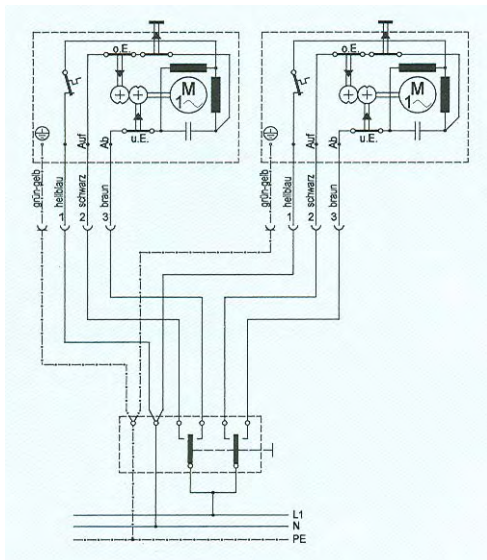 o.E.
M
1
u.E.
Auf
Ab
grün-gelb
hellblau
schwarz
braun
1
2
3
o.E.
M
1
u.E.
Auf
Ab
grün-gelb
hellblau
schwarz
braun
1
2
3
L1
N
PE